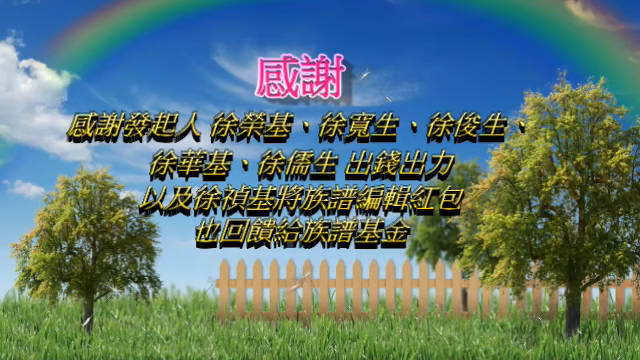 感謝
感謝發起人 徐榮基、徐寬生、徐俊生、
徐華基、徐儒生 出錢出力
以及徐禎基將族譜編輯紅包
也回饋給族譜基金